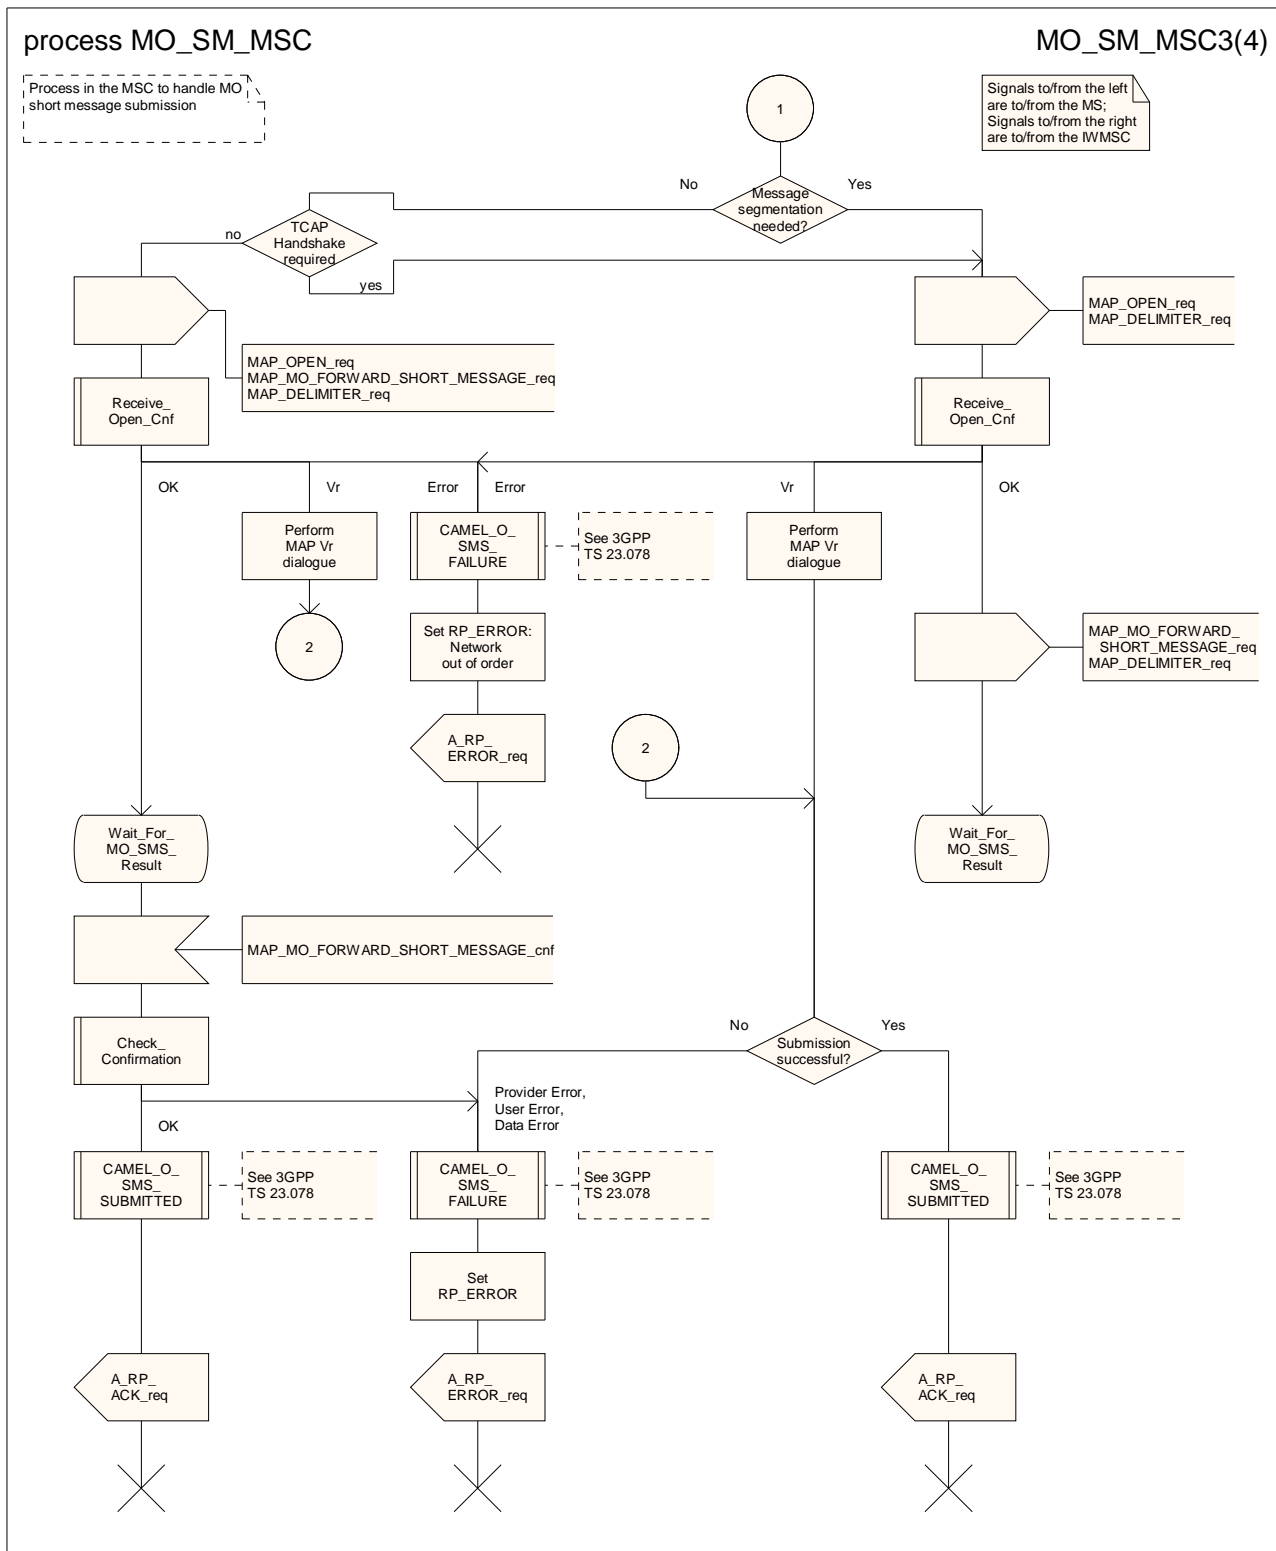 process MO_SM_MSC
MO_SM_MSC3(4)
Process in the MSC to handle MO
short message submission
1
Signals to/from the left
are to/from the MS;
Signals to/from the right
are to/from the IWMSC
No
Message
segmentation
needed?
Yes
no
TCAP
Handshake
required
yes
MAP_OPEN_req
MAP_DELIMITER_req
MAP_OPEN_req
MAP_MO_FORWARD_SHORT_MESSAGE_req
MAP_DELIMITER_req
Receive_
Open_Cnf
Receive_
Open_Cnf
OK
Vr
Error
Error
Vr
OK
Perform
MAP Vr
dialogue
CAMEL_O_
SMS_
FAILURE
See 3GPP
TS 23.078
Perform
MAP Vr
dialogue
2
Set RP_ERROR:
Network
out of order
MAP_MO_FORWARD_
SHORT_MESSAGE_req
MAP_DELIMITER_req
A_RP_
ERROR_req
2
Wait_For_
MO_SMS_
Result
Wait_For_
MO_SMS_
Result
MAP_MO_FORWARD_SHORT_MESSAGE_cnf
Check_
Confirmation
No
Submission
successful?
Yes
Provider Error,
User Error,
Data Error
OK
CAMEL_O_
SMS_
SUBMITTED
See 3GPP
TS 23.078
CAMEL_O_
SMS_
FAILURE
See 3GPP
TS 23.078
CAMEL_O_
SMS_
SUBMITTED
See 3GPP
TS 23.078
Set
RP_ERROR
A_RP_
ACK_req
A_RP_
ERROR_req
A_RP_
ACK_req